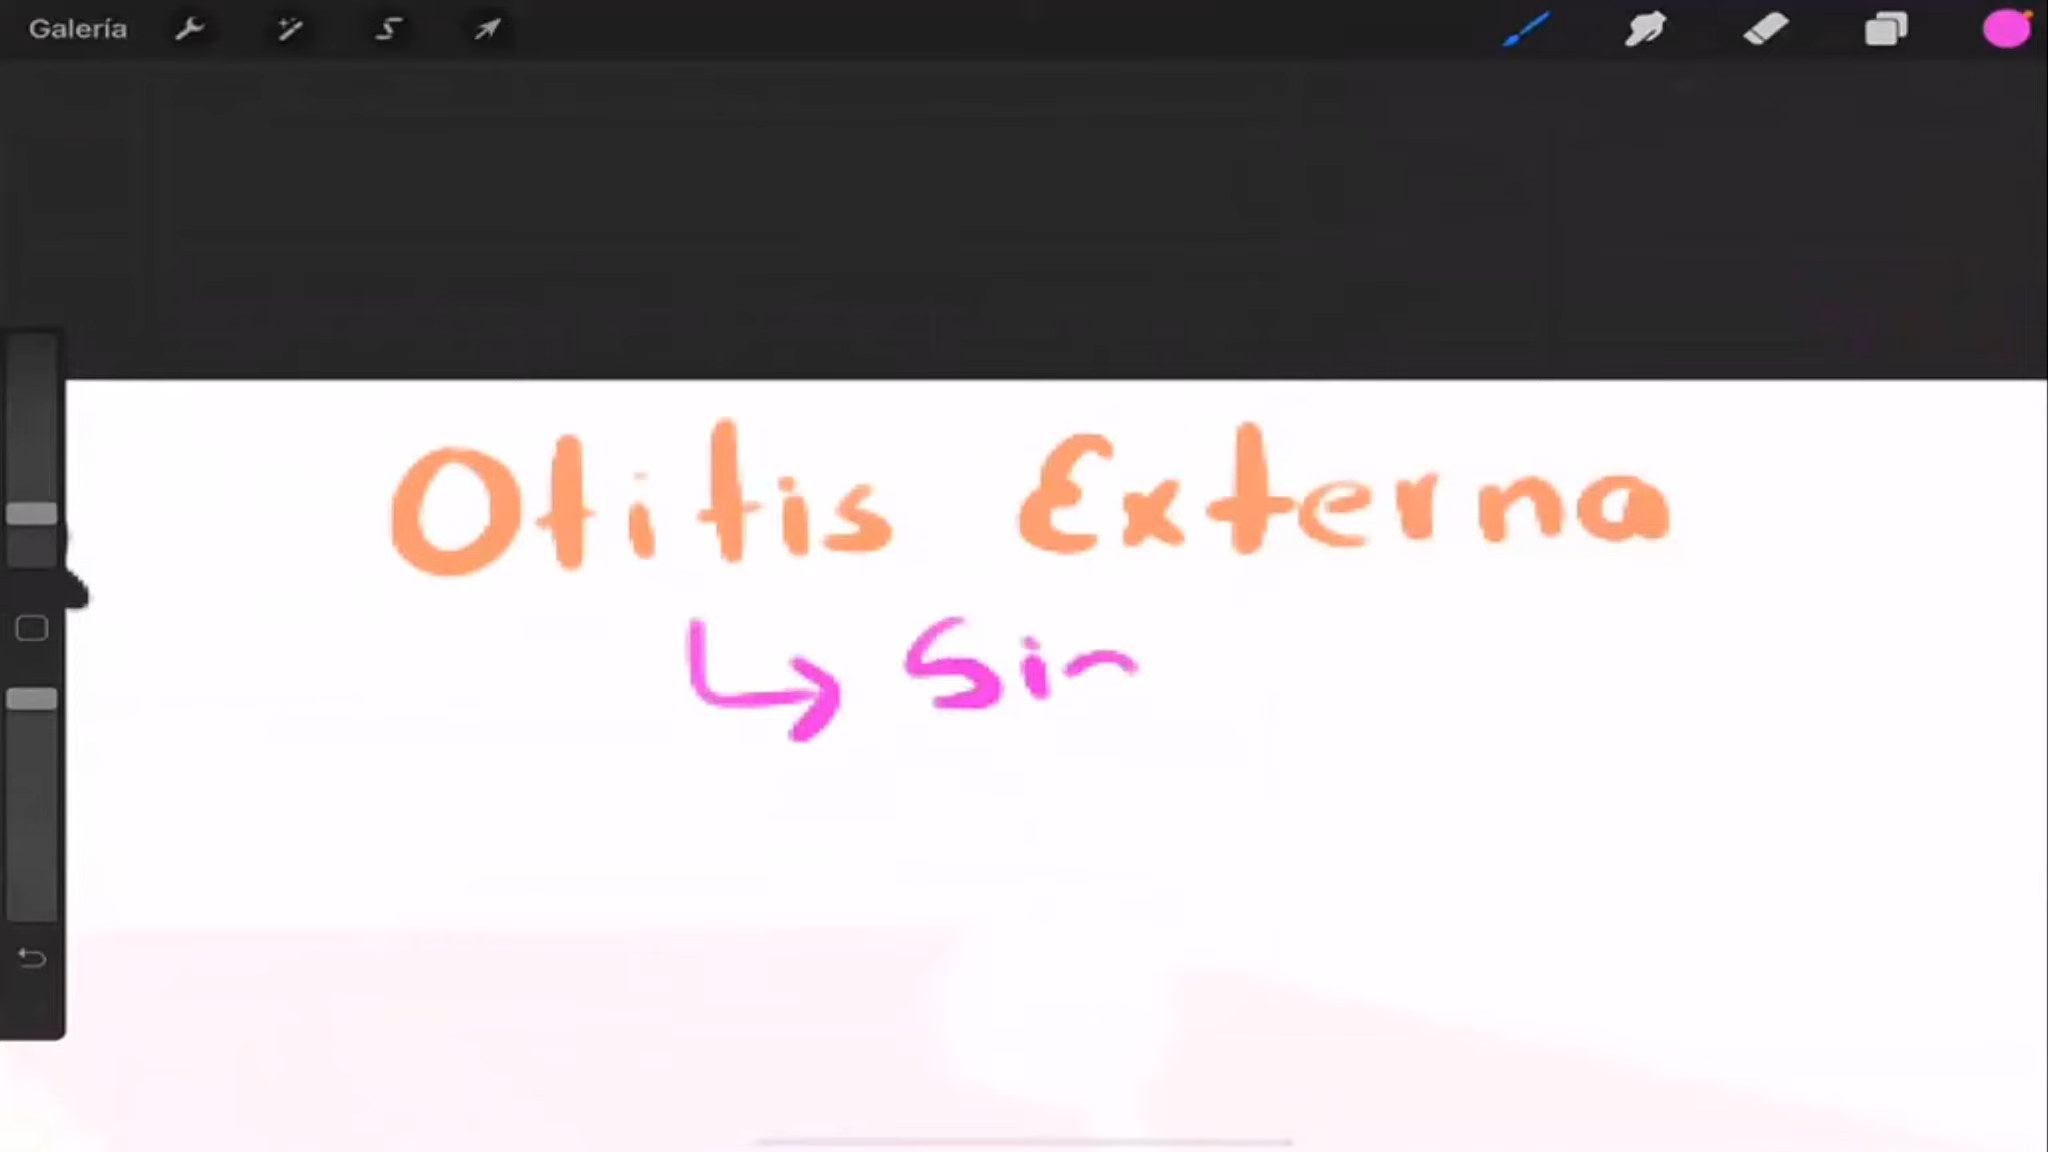 Galería
Otitis Externa
↳ Sin